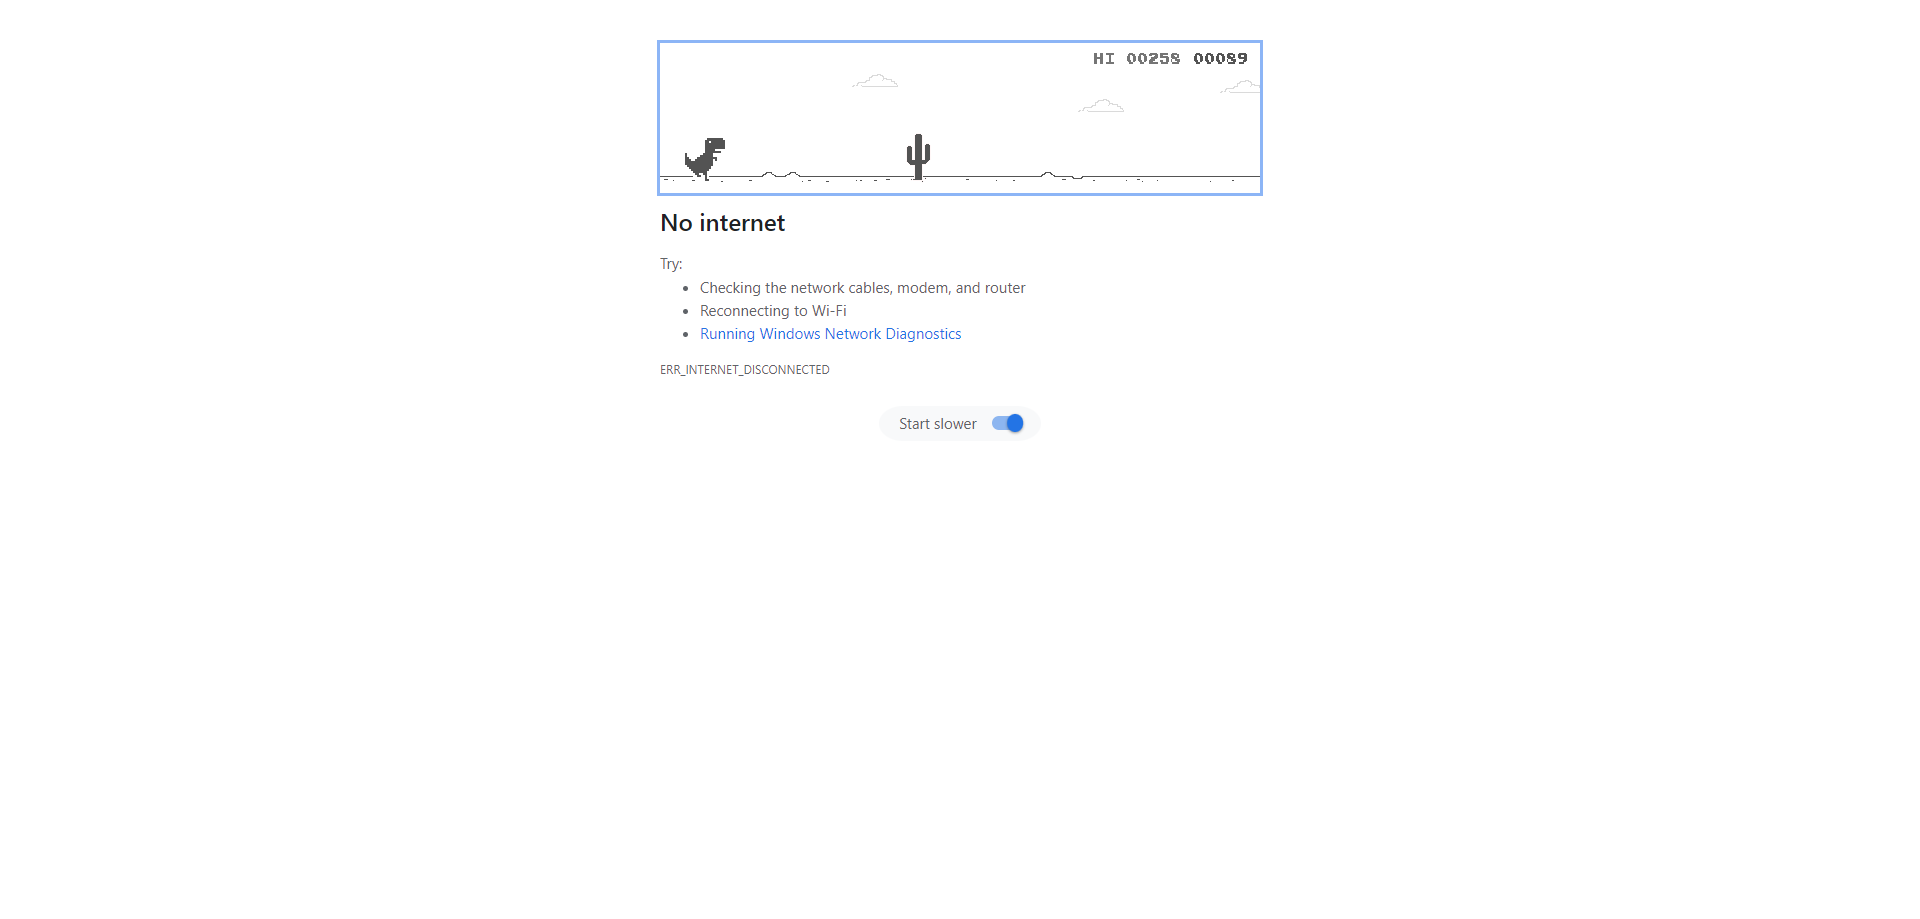 HI 00258 00089
No internet
Try:
Checking the network cables, modem, and router
Reconnecting to Wi-Fi
Running Windows Network Diagnostics
ERR_INTERNET_DISCONNECTED
Start slower